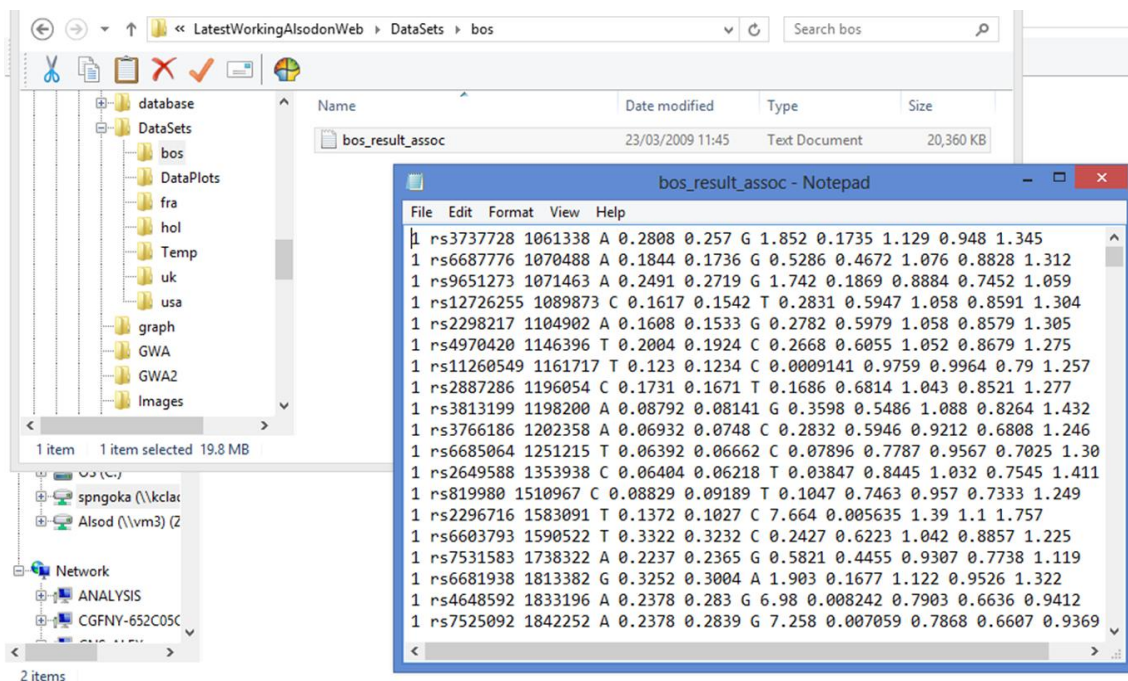 « LatestWorkingAlsodonWeb DataSets bos
Search bos
database
DataSets
bos
DataPlots
fra
hol
Temp
uk
usa
graph
GWA
GWA2
Images
Name Date modified Type Size
bos_result_assoc 23/03/2009 11:45 Text Document 20,360 KB
1 item 1 item selected 19.8 MB
spngoka (\\kclad
Alsod (\\vm3) (Z
Network
ANALYSIS
CGFNY-652C05C
2 items
bos_result_assoc - Notepad
File Edit Format View Help
1 rs3737728 1061338 A 0.2808 0.257 G 1.852 0.1735 1.129 0.948 1.345
1 rs6687776 1070488 A 0.1844 0.1736 G 0.5286 0.4672 1.076 0.8828 1.312
1 rs9651273 1071463 A 0.2491 0.2719 G 1.742 0.1869 0.8884 0.7452 1.059
1 rs12726255 1089873 C 0.1617 0.1542 T 0.2831 0.5947 1.058 0.8591 1.304
1 rs2298217 1104902 A 0.1608 0.1533 G 0.2782 0.5979 1.058 0.8579 1.305
1 rs4970420 1146396 T 0.2004 0.1924 C 0.2668 0.6055 1.052 0.8679 1.275
1 rs11260549 1161717 T 0.123 0.1234 C 0.0009141 0.9759 0.9964 0.79 1.257
1 rs2887286 1196054 C 0.1731 0.1671 T 0.1686 0.6814 1.043 0.8521 1.277
1 rs3813199 1198200 A 0.08792 0.08141 G 0.3598 0.5486 1.088 0.8264 1.432
1 rs3766186 1202358 A 0.06932 0.0748 C 0.2832 0.5946 0.9212 0.6808 1.246
1 rs6685064 1251215 T 0.06392 0.06662 C 0.07896 0.7787 0.9567 0.7025 1.30
1 rs2649588 1353938 C 0.06404 0.06218 T 0.03847 0.8445 1.032 0.7545 1.411
1 rs819980 1510967 C 0.08829 0.09189 T 0.1047 0.7463 0.957 0.7333 1.249
1 rs2296716 1583091 T 0.1372 0.1027 C 7.664 0.005635 1.39 1.1 1.757
1 rs6603793 1590522 T 0.3322 0.3232 C 0.2427 0.6223 1.042 0.8857 1.225
1 rs7531583 1738322 A 0.2237 0.2365 G 0.5821 0.4455 0.9307 0.7738 1.119
1 rs6681938 1813382 G 0.3252 0.3004 A 1.903 0.1677 1.122 0.9526 1.322
1 rs4648592 1833196 A 0.2378 0.283 G 6.98 0.008242 0.7903 0.6636 0.9412
1 rs7525092 1842252 A 0.2378 0.2839 G 7.258 0.007059 0.7868 0.6607 0.9369